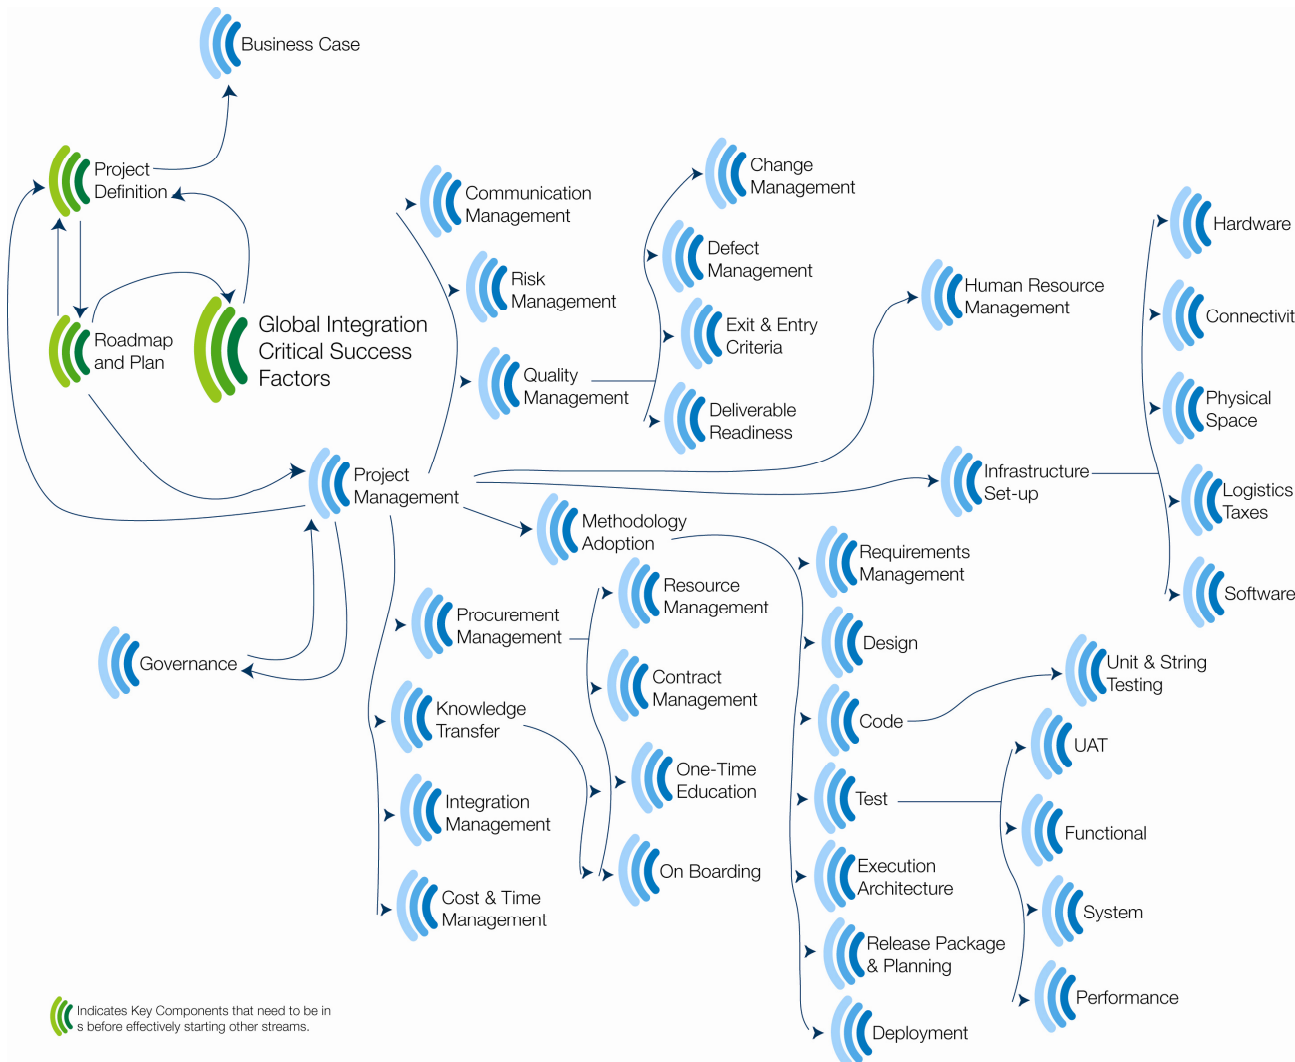 Business Case
Project
Definition
Roadmap
and Plan
Global Integration
Critical Success
Factors
Communication
Management
Risk
Management
Quality
Management
Change
Management
Defect
Management
Exit & Entry
Criteria
Deliverable
Readiness
Human Resource
Management
Infrastructure
Set-up
Hardware
Connectivit
Physical
Space
Logistics
Taxes
Software
Project
Management
Methodology
Adoption
Governance
Procurement
Management
Knowledge
Transfer
Integration
Management
Cost & Time
Management
Resource
Management
Contract
Management
One-Time
Education
On Boarding
Requirements
Management
Design
Code
Test
Execution
Architecture
Release Package
& Planning
Deployment
Unit & String
Testing
UAT
Functional
System
Performance
Indicates Key Components that need to be in
s before effectively starting other streams.